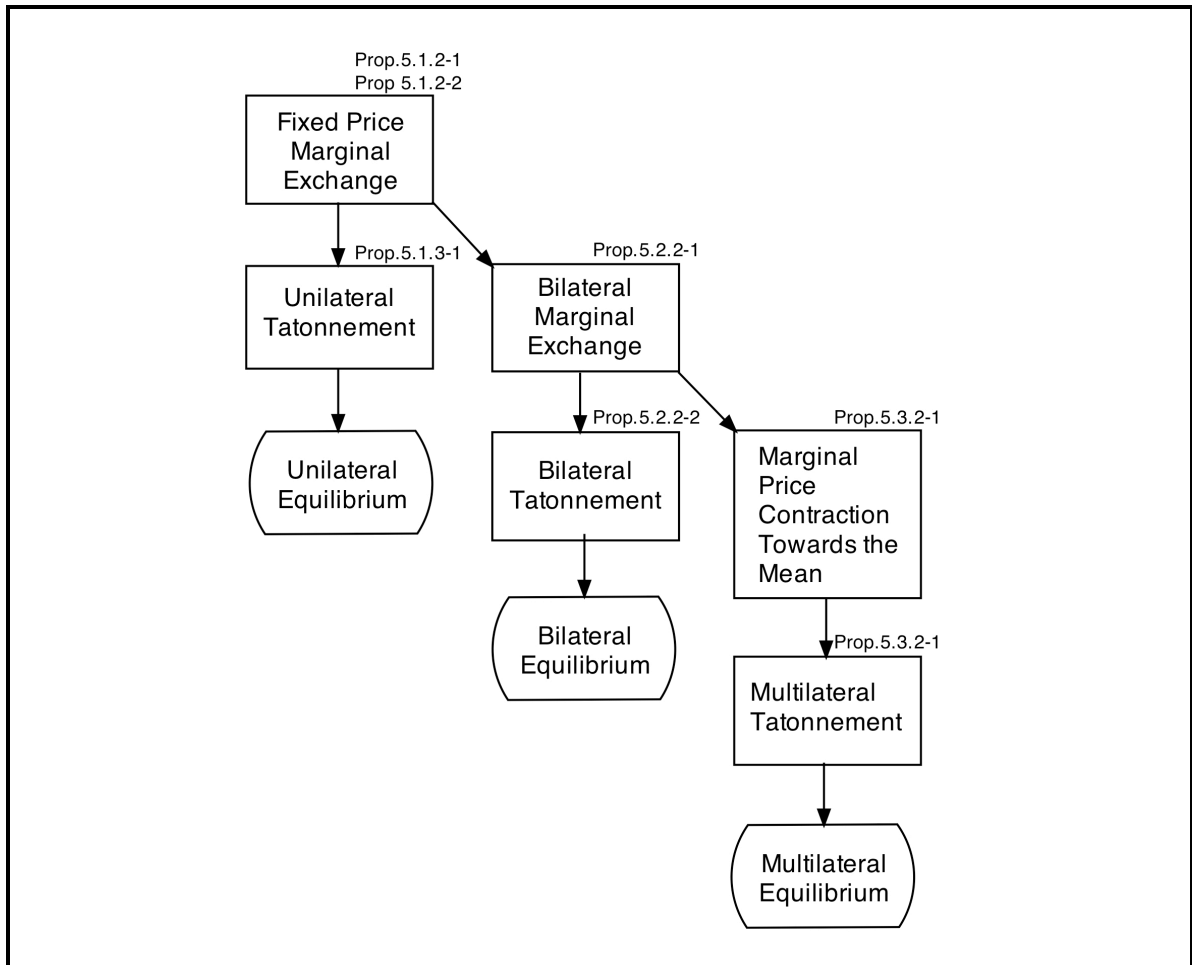 Prop.5.1.2-1
Prop 5.1.2-2
Fixed Price
Marginal
Exchange
Prop.5.1.3-1
Unilateral
Tatonnement
Unilateral
Equilibrium
Prop.5.2.2-1
Bilateral
Marginal
Exchange
Prop.5.2.2-2
Bilateral
Tatonnement
Bilateral
Equilibrium
Prop.5.3.2-1
Marginal
Price
Contraction
Towards the
Mean
Prop.5.3.2-1
Multilateral
Tatonnement
Multilateral
Equilibrium